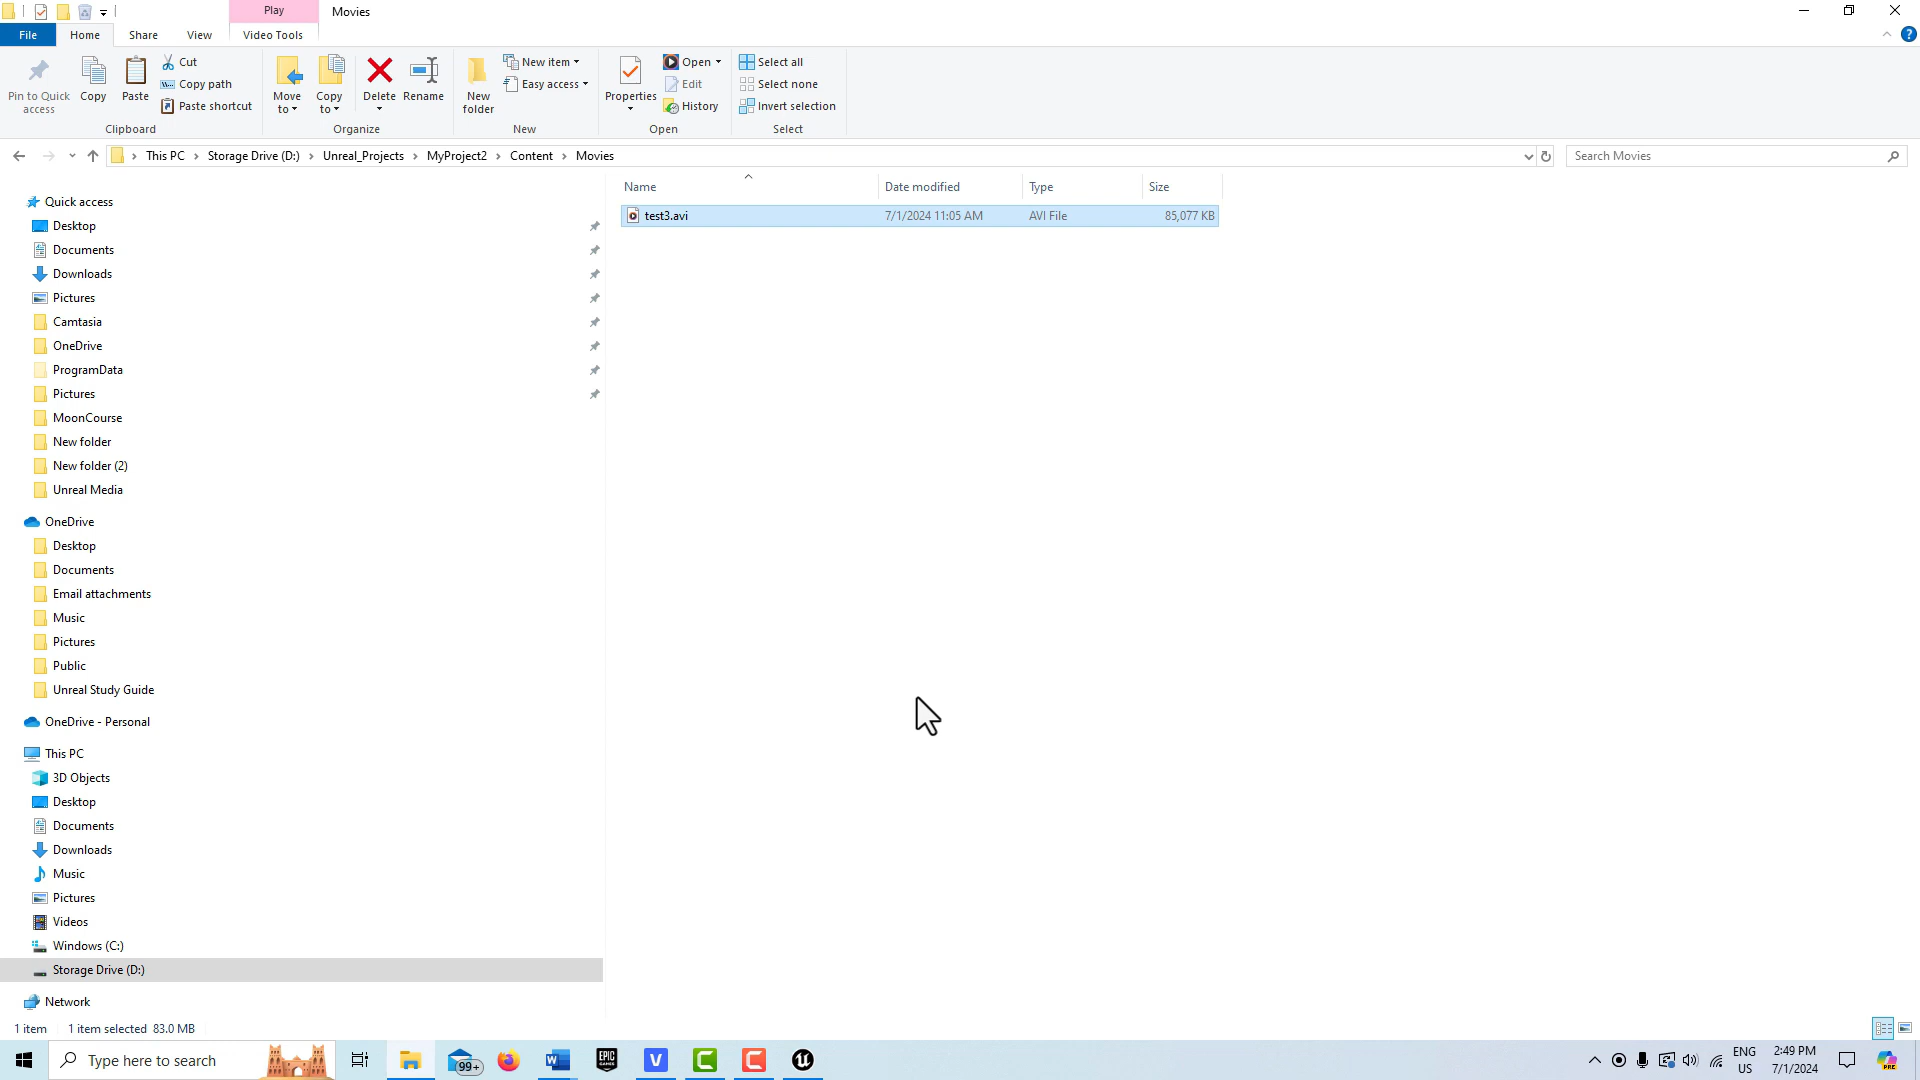 Play
Movies
File
Home
Share
View
Video Tools
Pin to Quick access
Copy
Paste
Cut
Copy path
Paste shortcut
Clipboard
Move to
Copy to
Delete
Rename
Organize
New folder
New item
Easy access
New
Properties
Open
Edit
History
Open
Select all
Select none
Invert selection
Select
This PC
Storage Drive (D:)
Unreal_Projects
MyProject2
Content
Movies
Search Movies
Name
Date modified
Type
Size
test3.avi
7/1/2024 11:05 AM
AVI File
85,077 KB
Quick access
Desktop
Documents
Downloads
Pictures
Camtasia
OneDrive
ProgramData
Pictures
MoonCourse
New folder
New folder (2)
Unreal Media
OneDrive
Desktop
Documents
Email attachments
Music
Pictures
Public
Unreal Study Guide
OneDrive - Personal
This PC
3D Objects
Desktop
Documents
Downloads
Music
Pictures
Videos
Windows (C:)
Storage Drive (D:)
Network
1 item
1 item selected 83.0 MB
Type here to search
99+
W
EPIC GAMES
V
C
C
ENG
US
2:49 PM
7/1/2024
PRE